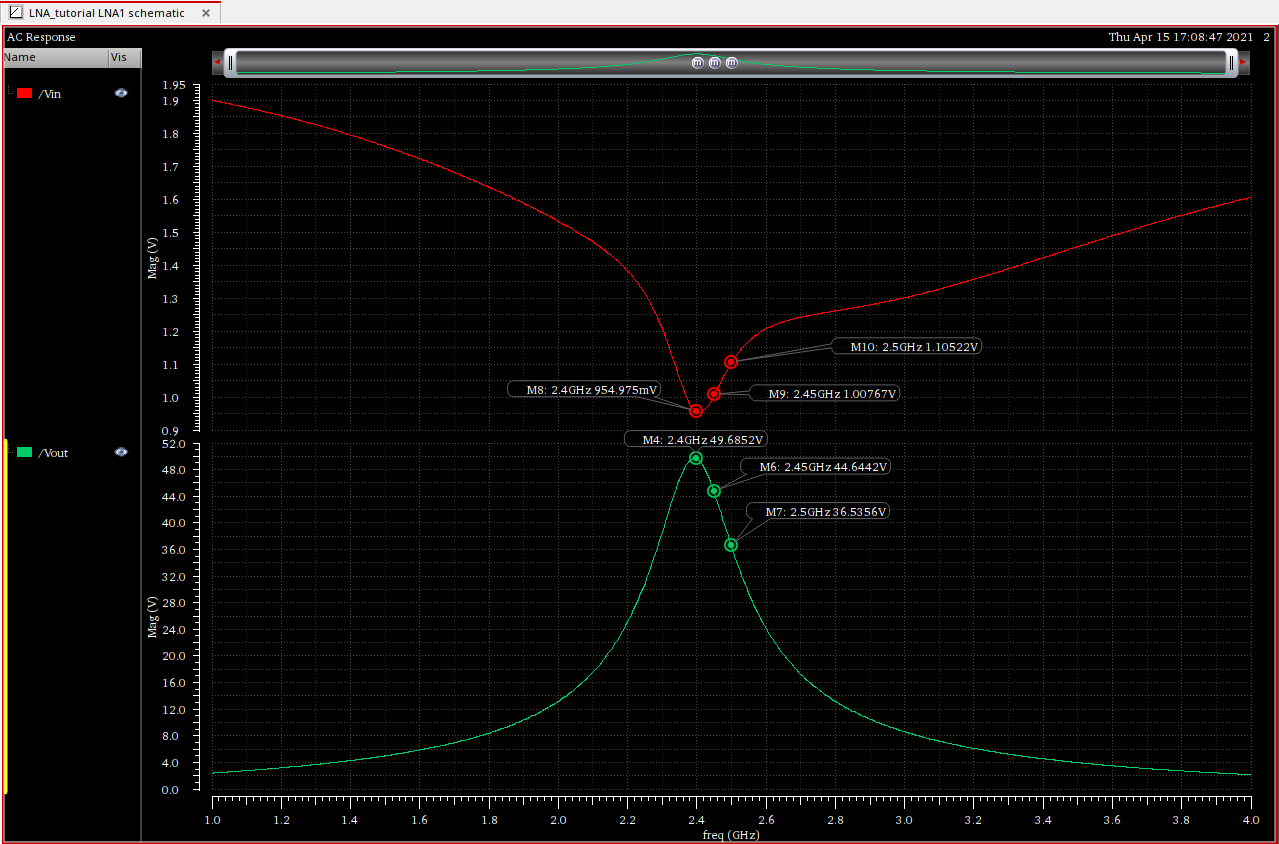 LNA_tutorial LNA1 schematic ×
AC Response
Thu Apr 15 17:08:47 2021 2
Name Vis
m m m
/Vin
1.95
1.9
1.8
1.7
1.6
1.5
1.4
1.3
1.2
1.1
1.0
0.9
Mag (V)
M10: 2.5GHz 1.10522V
M8: 2.4GHz 954.975mV
M9: 2.45GHz 1.00767V
/Vout
52.0
48.0
44.0
40.0
36.0
32.0
28.0
24.0
20.0
16.0
12.0
8.0
4.0
0.0
Mag (V)
M4: 2.4GHz 49.6852V
M6: 2.45GHz 44.6442V
M7: 2.5GHz 36.5356V
1.0 1.2 1.4 1.6 1.8 2.0 2.2 2.4 2.6 2.8 3.0 3.2 3.4 3.6 3.8 4.0
freq (GHz)